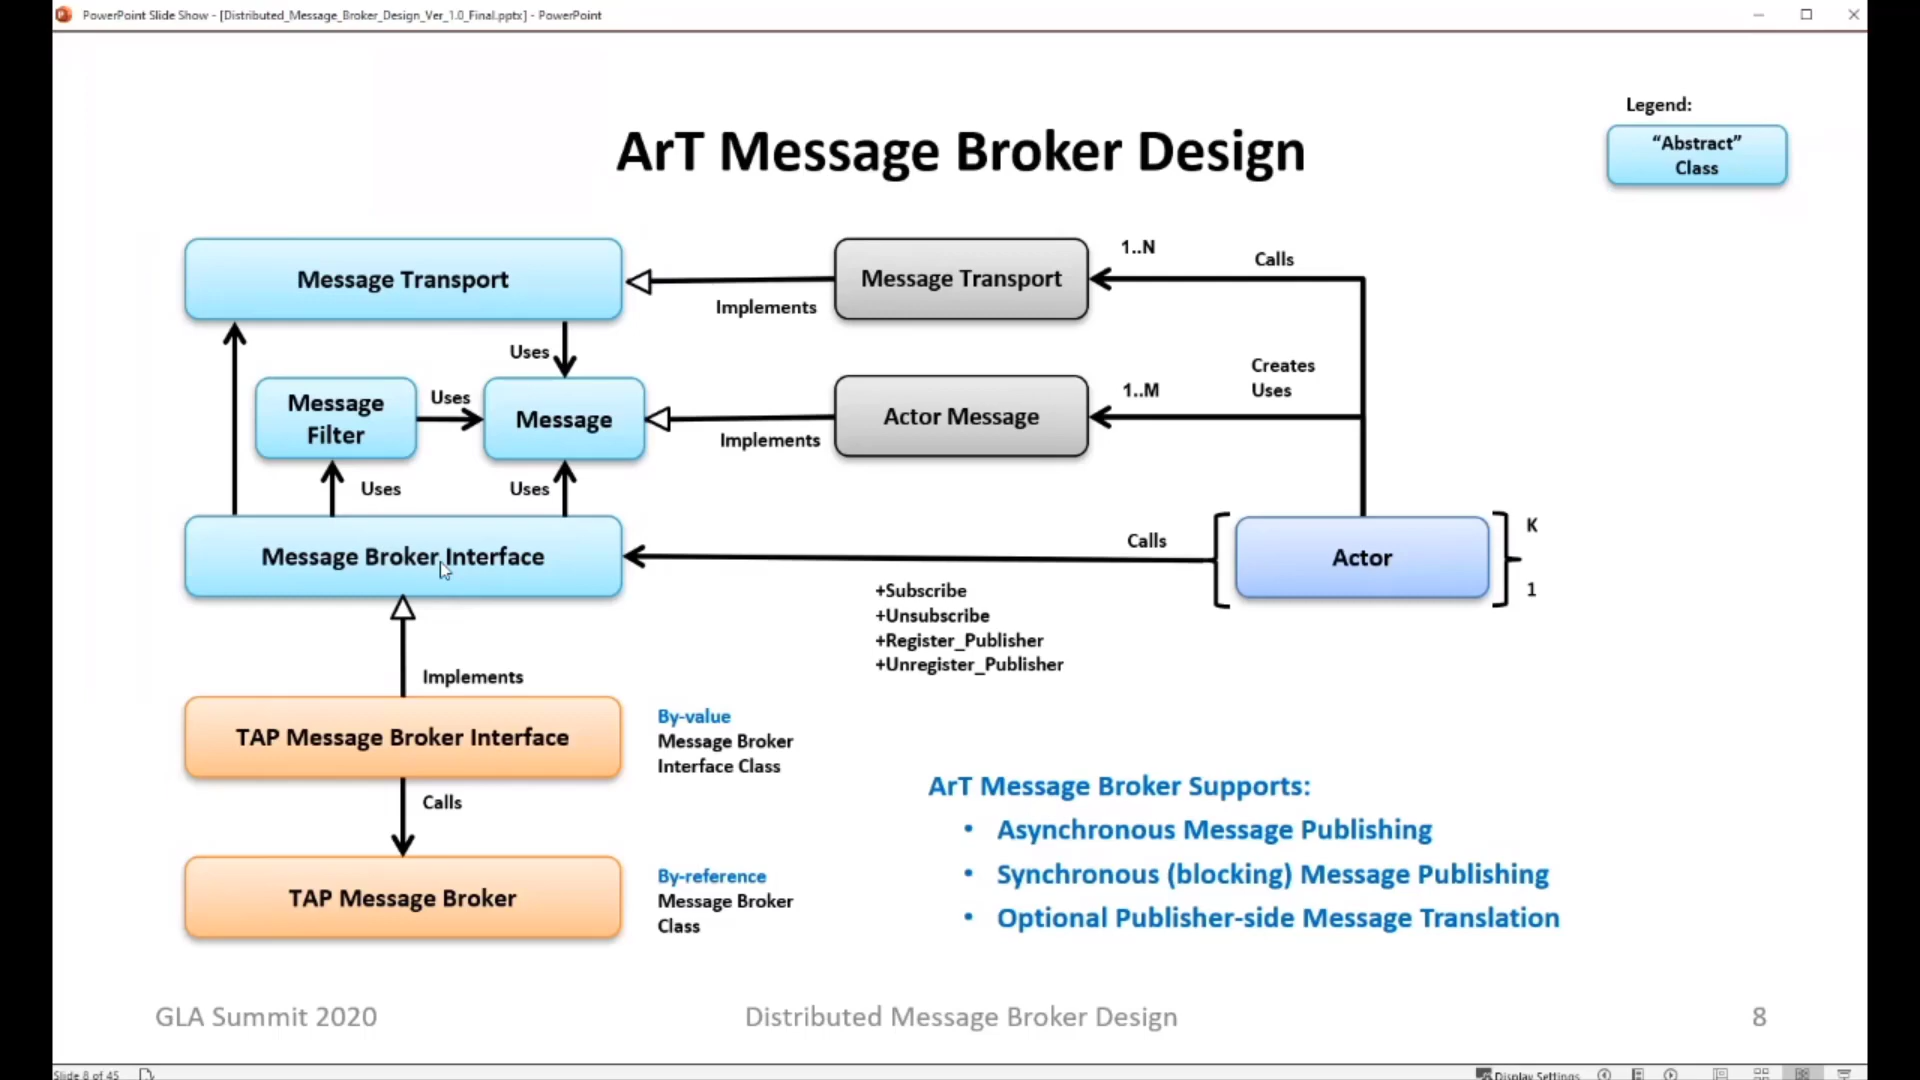 PowerPoint Slide Show - [Distributed_Message_Broker_Design_Ver_1.0_Final.pptx] - PowerPoint
Legend:
“Abstract”
Class
ArT Message Broker Design
Message Transport
Implements
Message Transport
1..N
Calls
Uses
Message
Filter
Uses
Message
Implements
Actor Message
1..M
Creates
Uses
Uses
Uses
Message Broker Interface
Calls
Actor
K
1
+Subscribe
+Unsubscribe
+Register_Publisher
+Unregister_Publisher
Implements
TAP Message Broker Interface
By-value
Message Broker
Interface Class
Calls
TAP Message Broker
By-reference
Message Broker
Class
ArT Message Broker Supports:
• Asynchronous Message Publishing
• Synchronous (blocking) Message Publishing
• Optional Publisher-side Message Translation
GLA Summit 2020
Distributed Message Broker Design
8
Slide 8 of 45
Display Settings